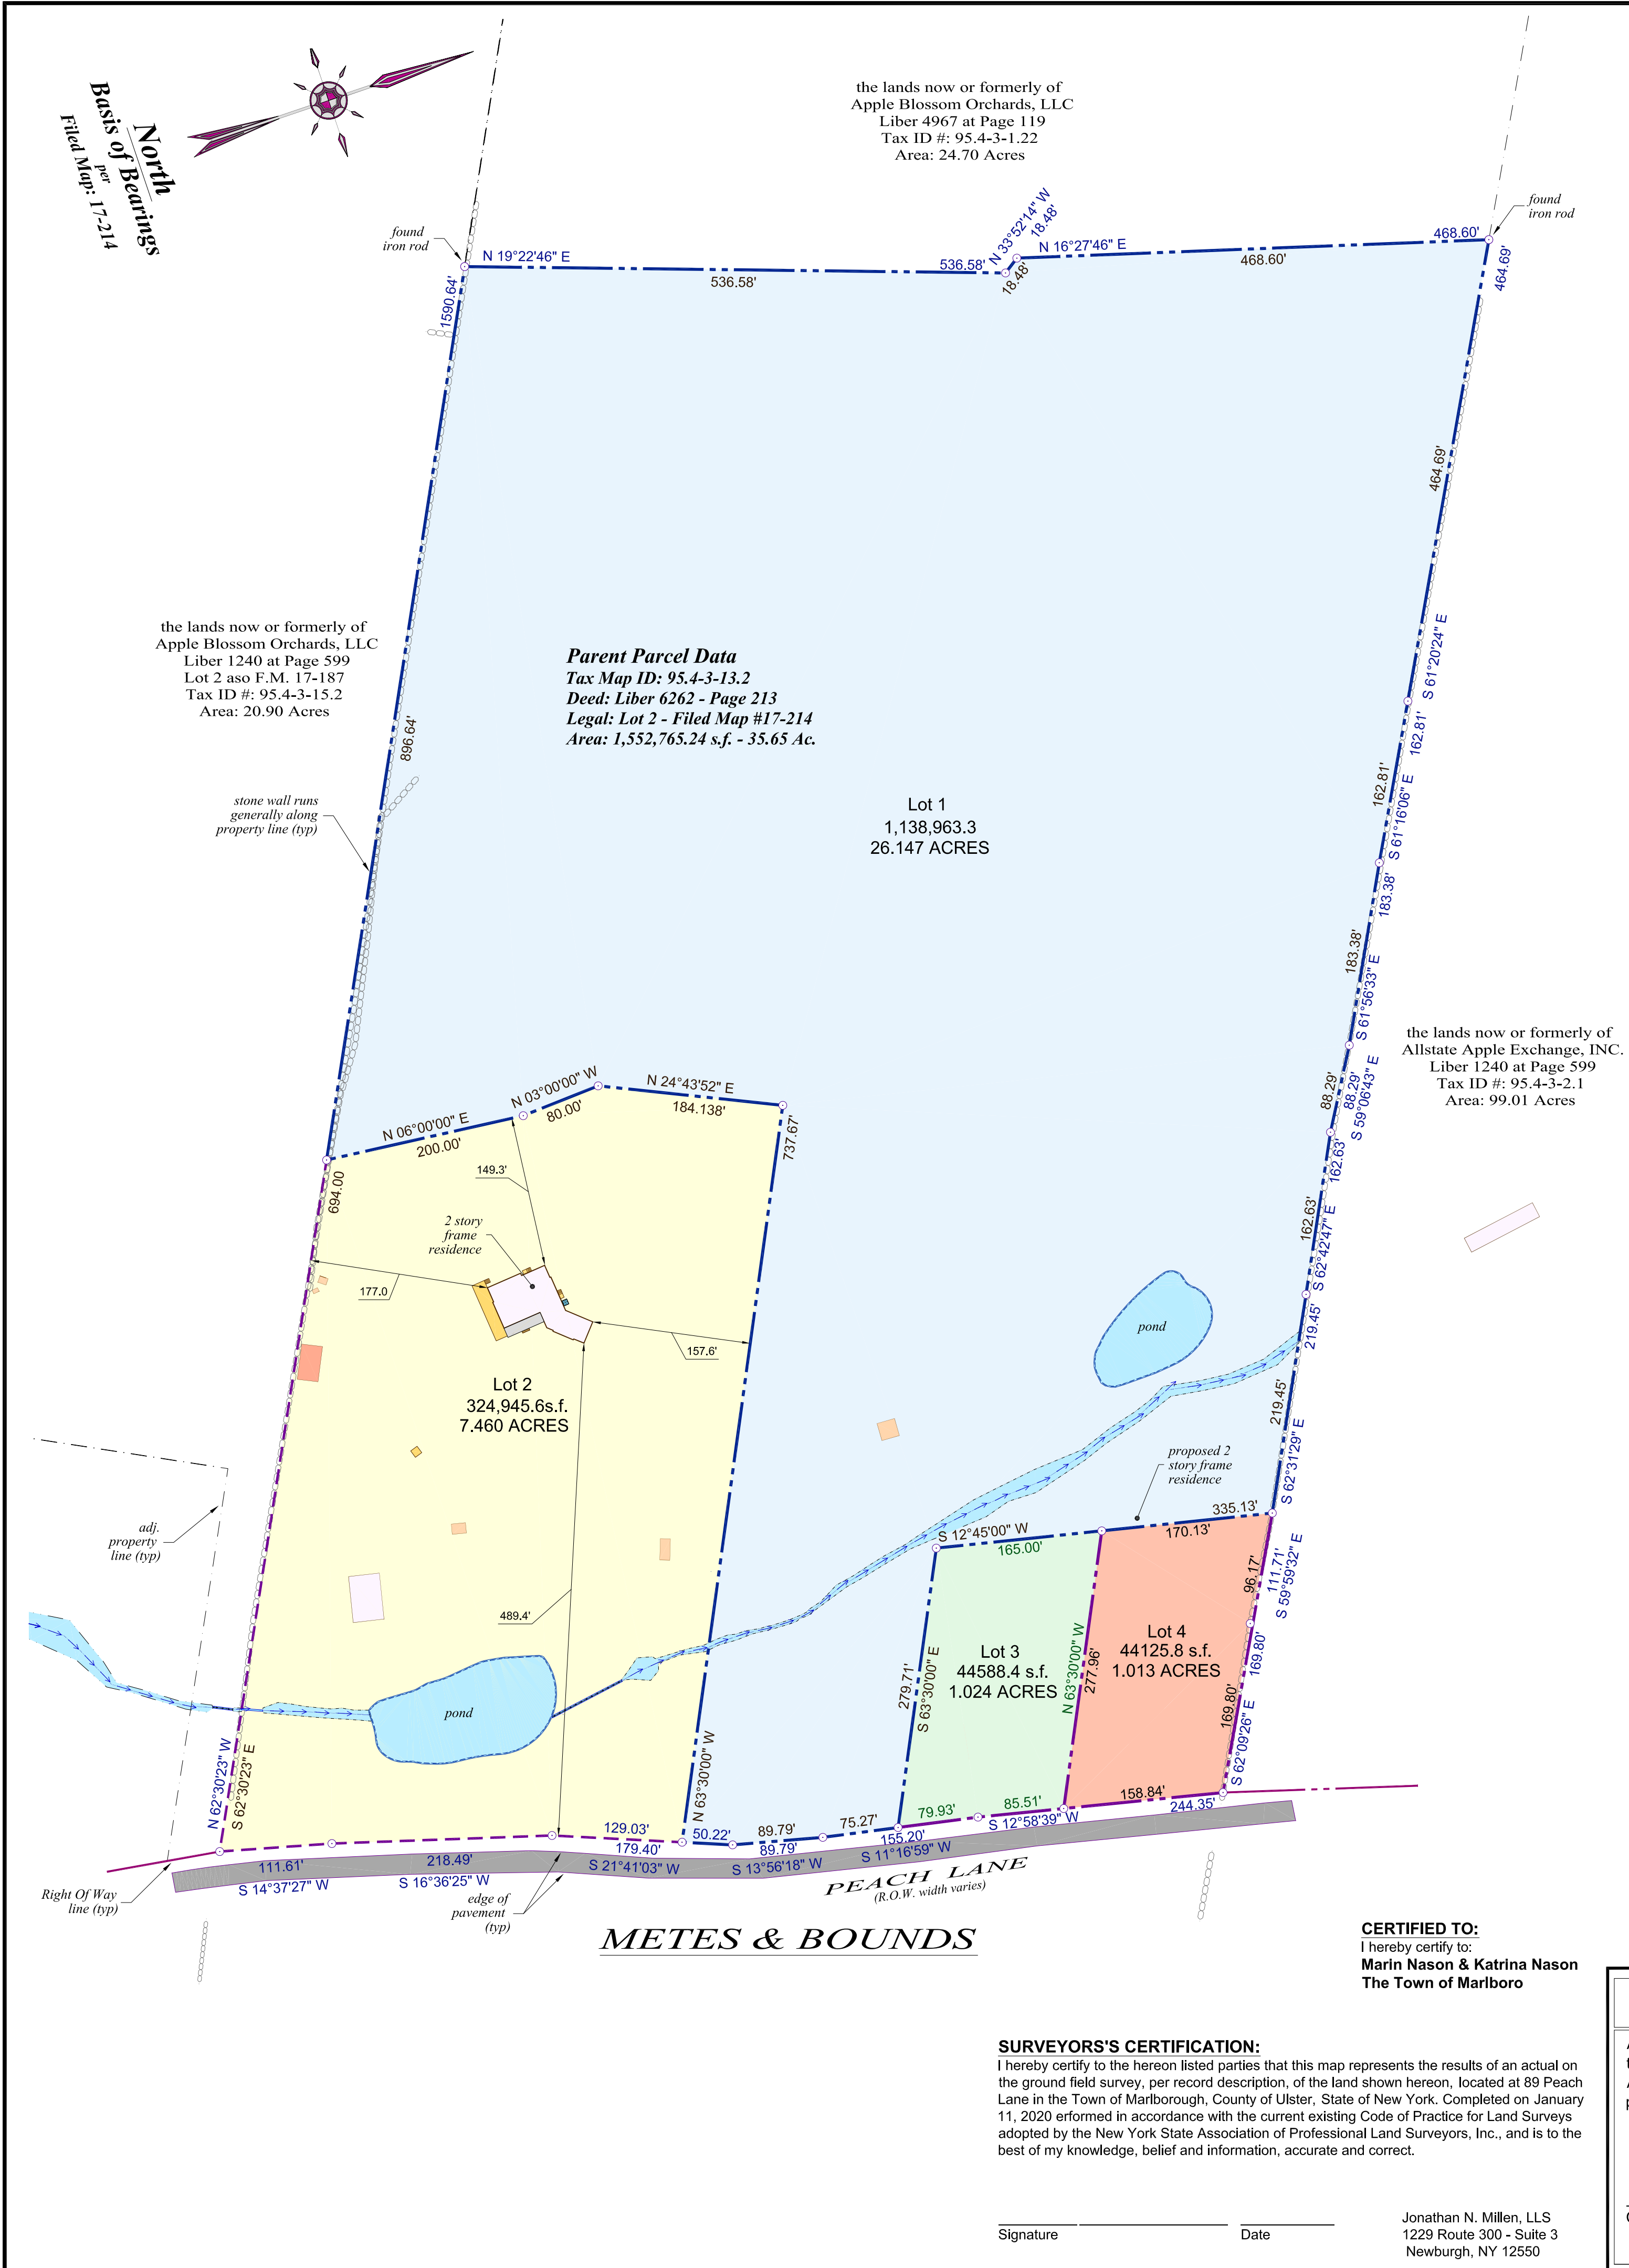 North
Basis of Bearings
per
Filed Map: 17-214
the lands now or formerly of
Apple Blossom Orchards, LLC
Liber 4967 at Page 119
Tax ID #: 95.4-3-1.22
Area: 24.70 Acres
found
iron rod
found
iron rod
N 19°22'46" E
536.58'
536.58'
N 33°52'14" W
18.48'
18.48'
N 16°27'46" E
468.60'
468.60'
1590.64'
464.69'
464.69'
the lands now or formerly of
Apple Blossom Orchards, LLC
Liber 1240 at Page 599
Lot 2 aso F.M. 17-187
Tax ID #: 95.4-3-15.2
Area: 20.90 Acres
896.64'
Parent Parcel Data
Tax Map ID: 95.4-3-13.2
Deed: Liber 6262 - Page 213
Legal: Lot 2 - Filed Map #17-214
Area: 1,552,765.24 s.f. - 35.65 Ac.
S 61°20'24" E
162.81'
162.81'
S 61°16'06" E
stone wall runs
generally along
property line (typ)
Lot 1
1,138,963.3
26.147 ACRES
183.38'
183.38'
S 61°56'33" E
the lands now or formerly of
Allstate Apple Exchange, INC.
Liber 1240 at Page 599
Tax ID #: 95.4-3-2.1
Area: 99.01 Acres
88.29'
88.29'
S 59°06'43" E
N 06°00'00" E
200.00'
N 03°00'00" W
80.00'
N 24°43'52" E
184.138'
737.67'
162.63'
162.63'
S 62°42'47" E
694.00
149.3'
2 story
frame
residence
177.0
157.6'
Lot 2
324,945.6s.f.
7.460 ACRES
pond
219.45'
219.45'
S 62°31'29" E
proposed 2
story frame
residence
335.13'
S 12°45'00" W
165.00'
170.13'
adj.
property
line (typ)
489.4'
96.17'
111.71'
S 59°59'32" E
Lot 3
44588.4 s.f.
1.024 ACRES
Lot 4
44125.8 s.f.
1.013 ACRES
279.71'
S 63°30'00" E
N 63°30'00" W
277.96'
169.80'
169.80'
S 62°09'26" E
pond
N 62°30'23" W
S 62°30'23" E
N 63°30'00" W
129.03'
50.22'
89.79'
75.27'
79.93'
85.51'
158.84'
111.61'
218.49'
179.40'
89.79'
155.20'
244.35'
S 14°37'27" W
S 16°36'25" W
S 21°41'03" W
S 13°56'18" W
S 11°16'59" W
S 12°58'39" W
PEACH LANE
(R.O.W. width varies)
Right Of Way
line (typ)
edge of
pavement
(typ)
METES & BOUNDS
CERTIFIED TO:
I hereby certify to:
Marin Nason & Katrina Nason
The Town of Marlboro
SURVEYORS'S CERTIFICATION:
I hereby certify to the hereon listed parties that this map represents the results of an actual on
the ground field survey, per record description, of the land shown hereon, located at 89 Peach
Lane in the Town of Marlborough, County of Ulster, State of New York. Completed on January
11, 2020 erformed in accordance with the current existing Code of Practice for Land Surveys
adopted by the New York State Association of Professional Land Surveyors, Inc., and is to the
best of my knowledge, belief and information, accurate and correct.
Signature
Date
Jonathan N. Millen, LLS
1229 Route 300 - Suite 3
Newburgh, NY 12550